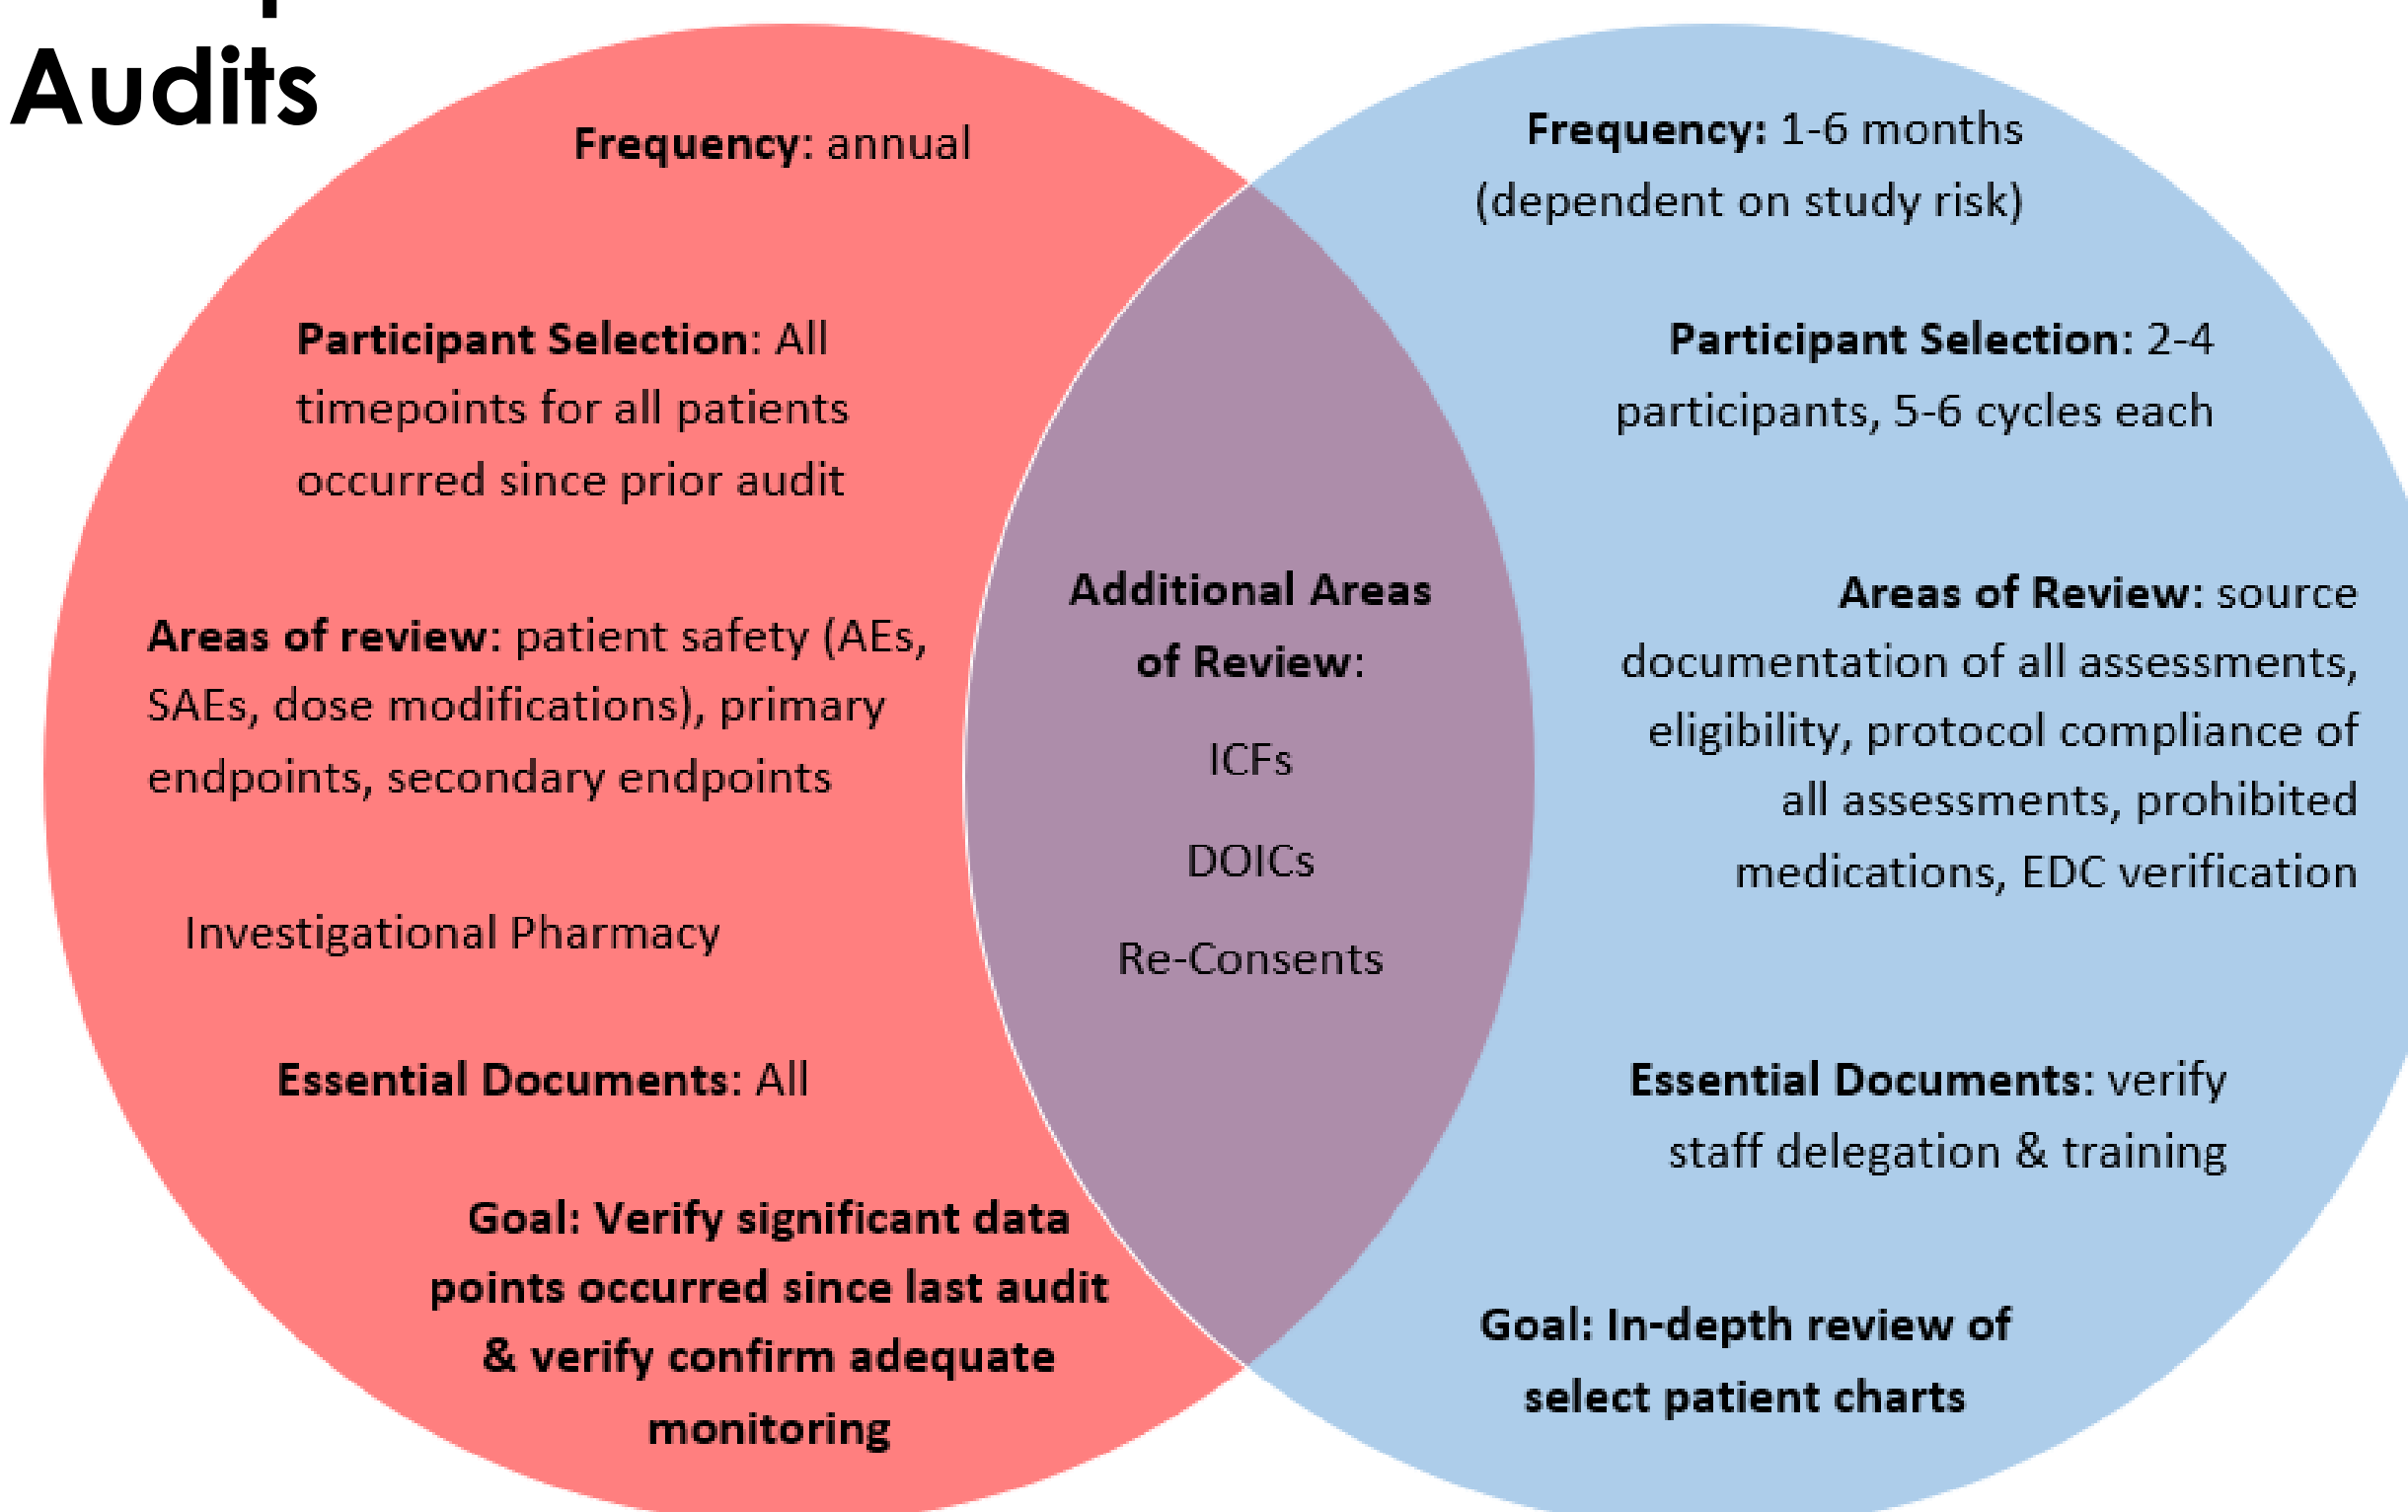 Audits
Frequency: annual
Participant Selection: All
timepoints for all patients
occurred since prior audit
Areas of review: patient safety (AEs,
SAEs, dose modifications), primary
endpoints, secondary endpoints
Investigational Pharmacy
Essential Documents: All
Goal: Verify significant data
points occurred since last audit
& verify confirm adequate
monitoring
Additional Areas
of Review:
ICFs
DOICs
Re-Consents
Frequency: 1-6 months
(dependent on study risk)
Participant Selection: 2-4
participants, 5-6 cycles each
Areas of Review: source
documentation of all assessments,
eligibility, protocol compliance of
all assessments, prohibited
medications, EDC verification
Essential Documents: verify
staff delegation & training
Goal: In-depth review of
select patient charts